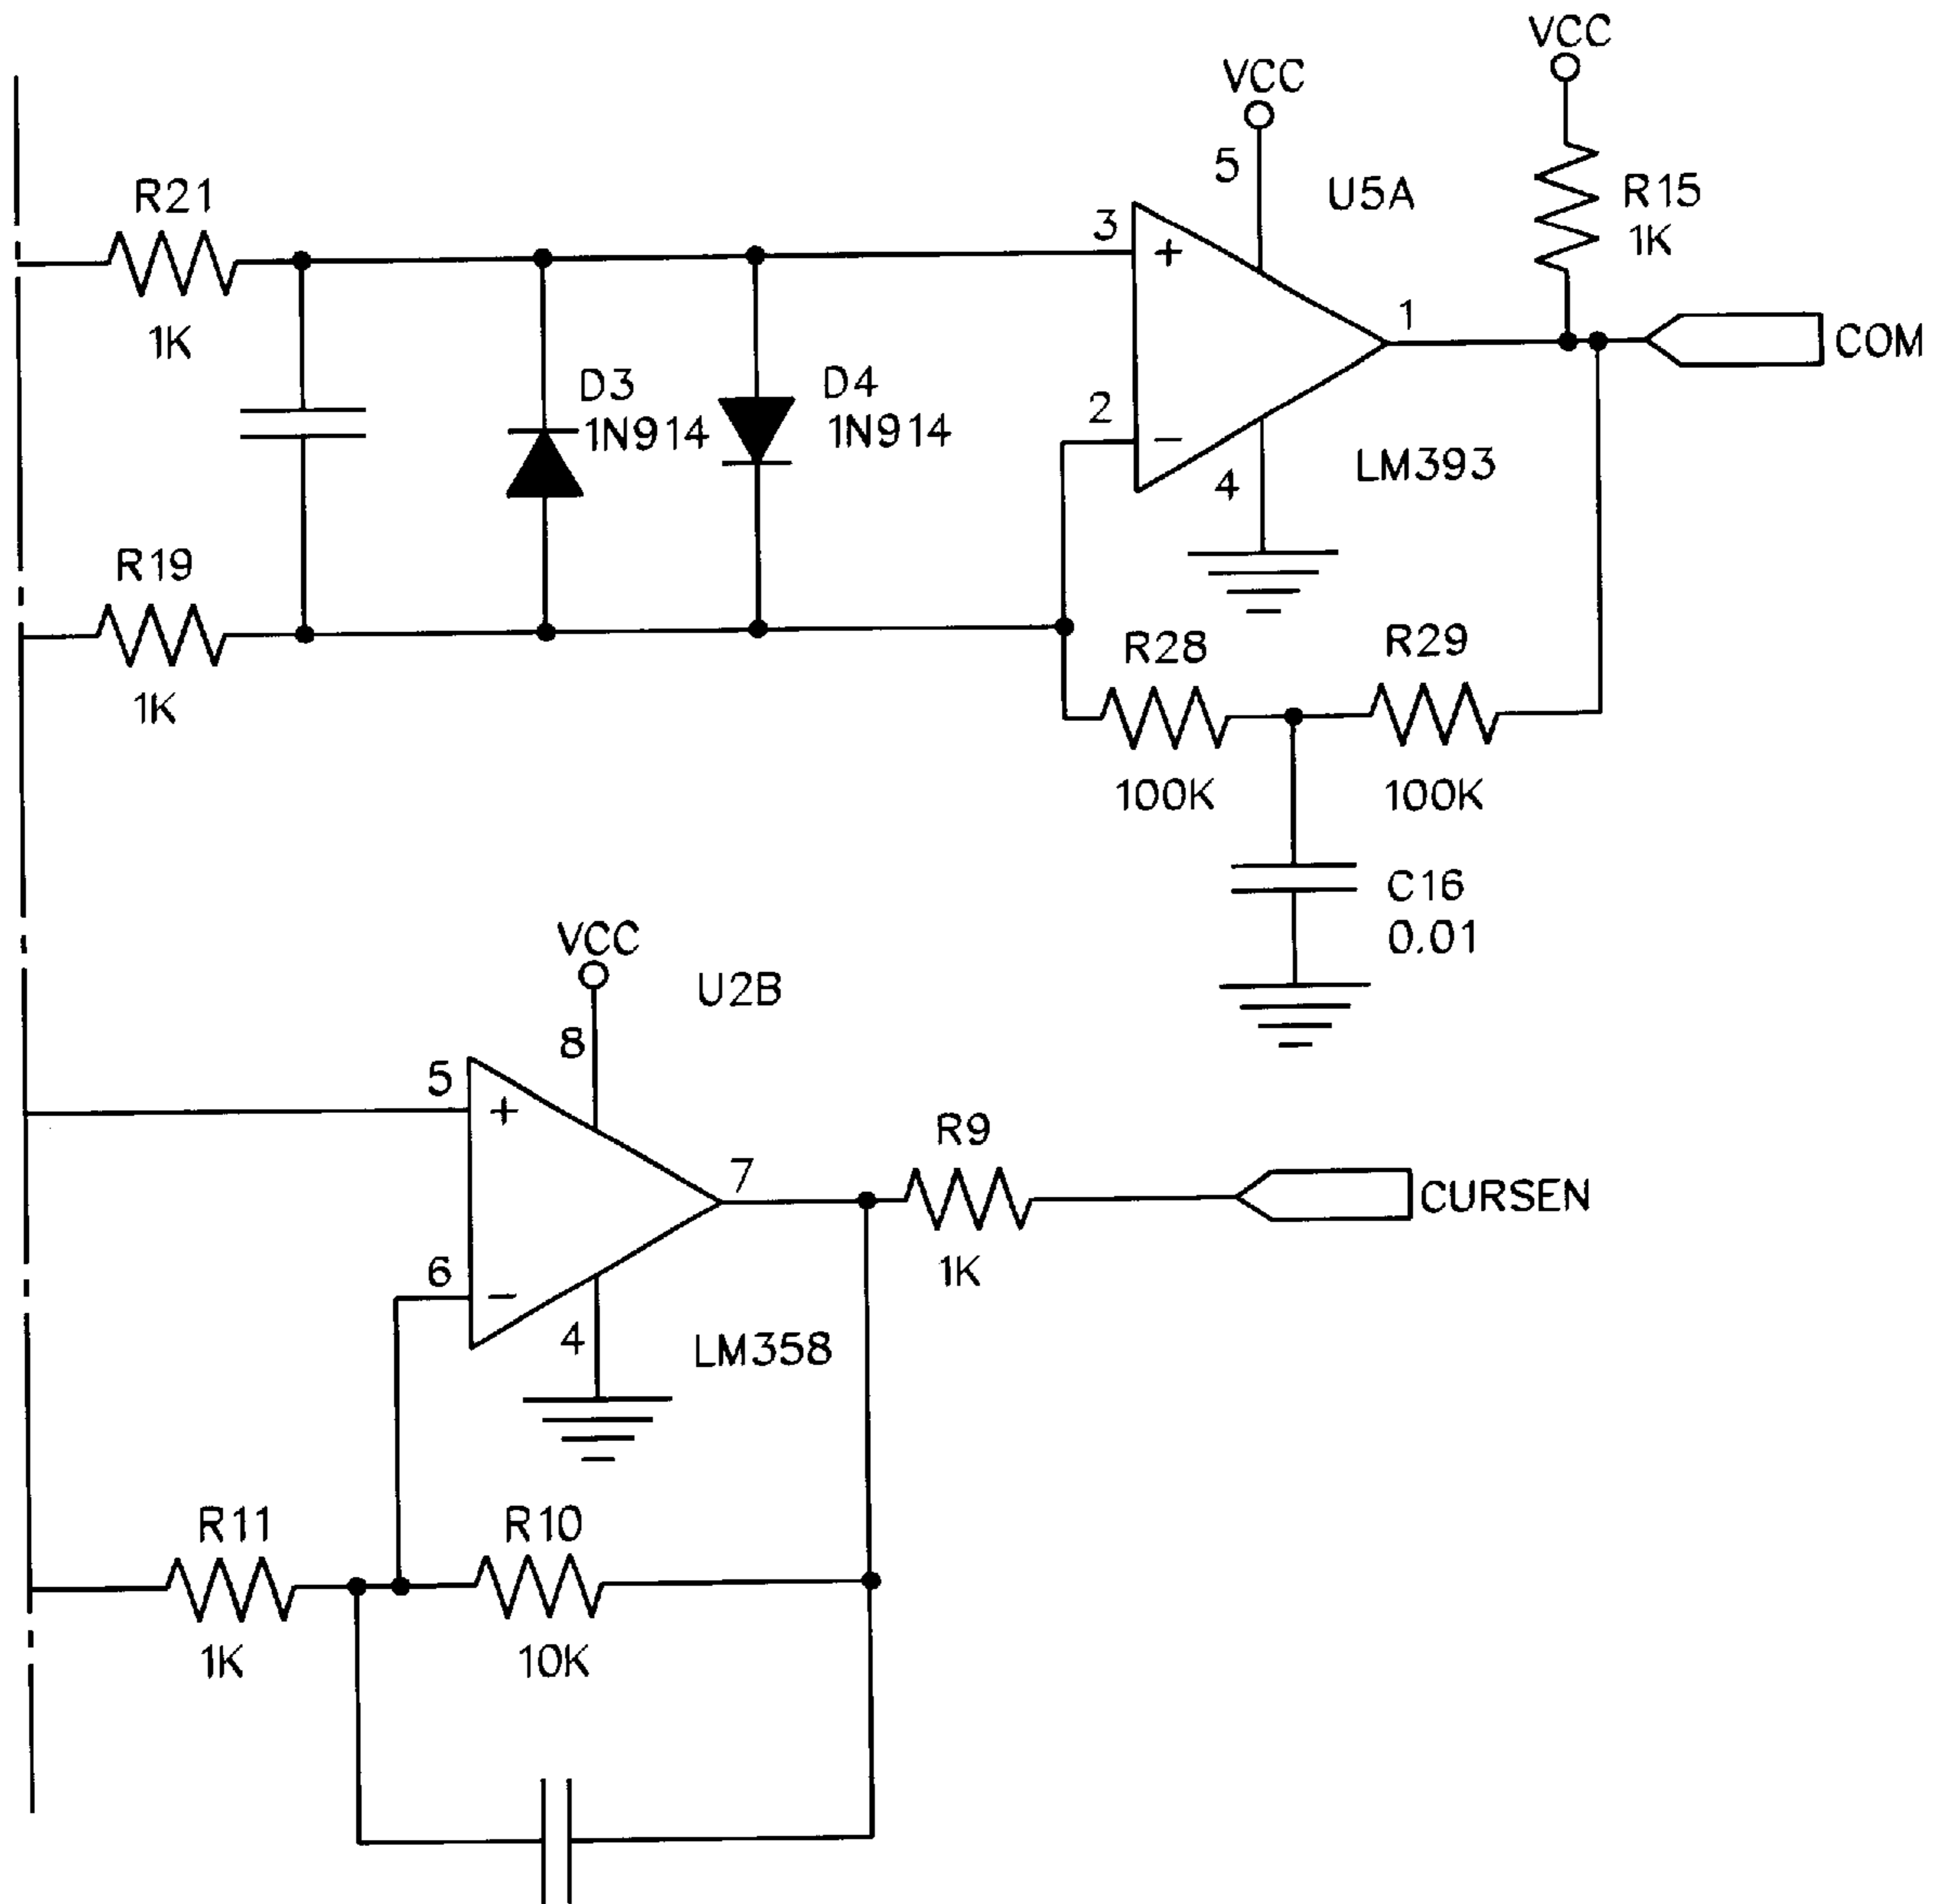 VCC
VCC
5
U5A
R15
1K
R21
1K
3
+
1
COM
D3
1N914
D4
1N914
2
−
4
LM393
R19
1K
R28
100K
R29
100K
C16
0.01
VCC
8
U2B
5
+
7
R9
1K
CURSEN
6
−
4
LM358
R11
1K
R10
10K